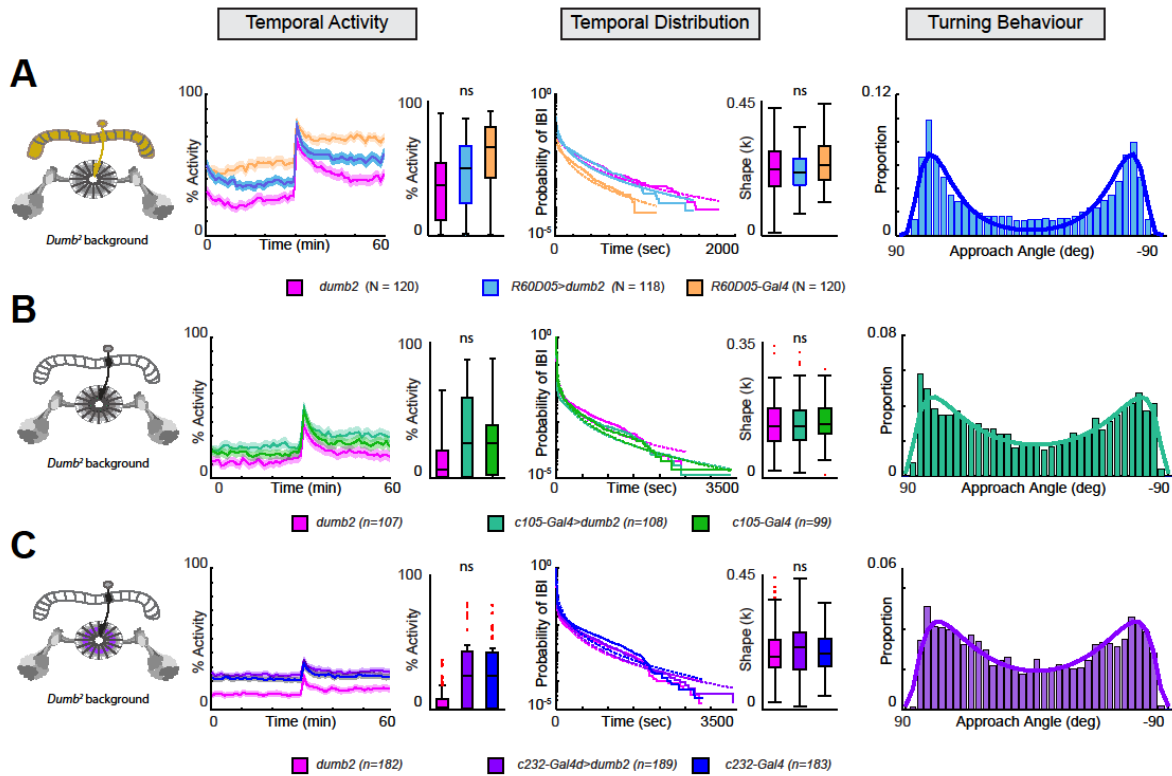 Temporal Activity
Temporal Distribution
Turning Behaviour
A
Dumb² background
100
% Activity
0
0
Time (min)
60
100
ns
% Activity
0
10⁰
Probability of IBI
10⁻⁵
Time (sec)
2000
0.45
ns
Shape (k)
0
0.12
Proportion
0
90
Approach Angle (deg)
-90
dumb2 (N = 120)
R60D05>dumb2 (N = 118)
R60D05-Gal4 (N = 120)
B
Dumb² background
100
% Activity
0
0
Time (min)
60
100
ns
% Activity
0
10⁰
Probability of IBI
10⁻⁵
Time (sec)
3500
0.35
ns
Shape (k)
0
0.08
Proportion
0
90
Approach Angle (deg)
-90
dumb2 (n=107)
c105-Gal4>dumb2 (n=108)
c105-Gal4 (n=99)
C
Dumb² background
100
% Activity
0
0
Time (min)
60
100
ns
% Activity
0
10⁰
Probability of IBI
10⁻⁵
Time (sec)
3500
0.45
ns
Shape (k)
0
0.06
Proportion
0
90
Approach Angle (deg)
-90
dumb2 (n=182)
c232-Gal4d>dumb2 (n=189)
c232-Gal4 (n=183)